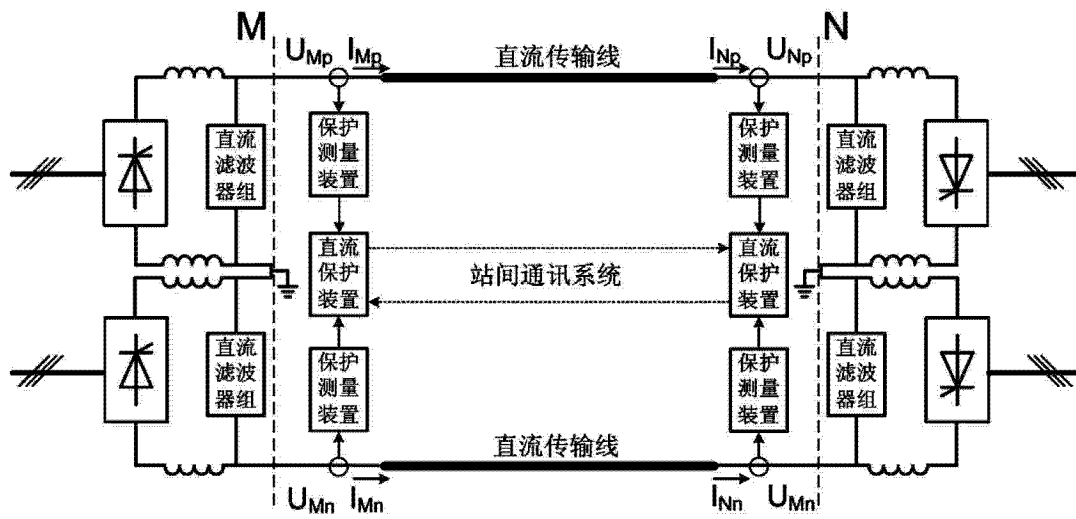 M
N
U_Mp
I_Mp
直流传输线
I_Np
U_Np
直流
滤波
器组
保护
测量
装置
保护
测量
装置
直流
滤波
器组
直流
保护
装置
站间通讯系统
直流
保护
装置
直流
滤波
器组
保护
测量
装置
保护
测量
装置
直流
滤波
器组
直流传输线
U_Mn
I_Mn
I_Nn
U_Mn